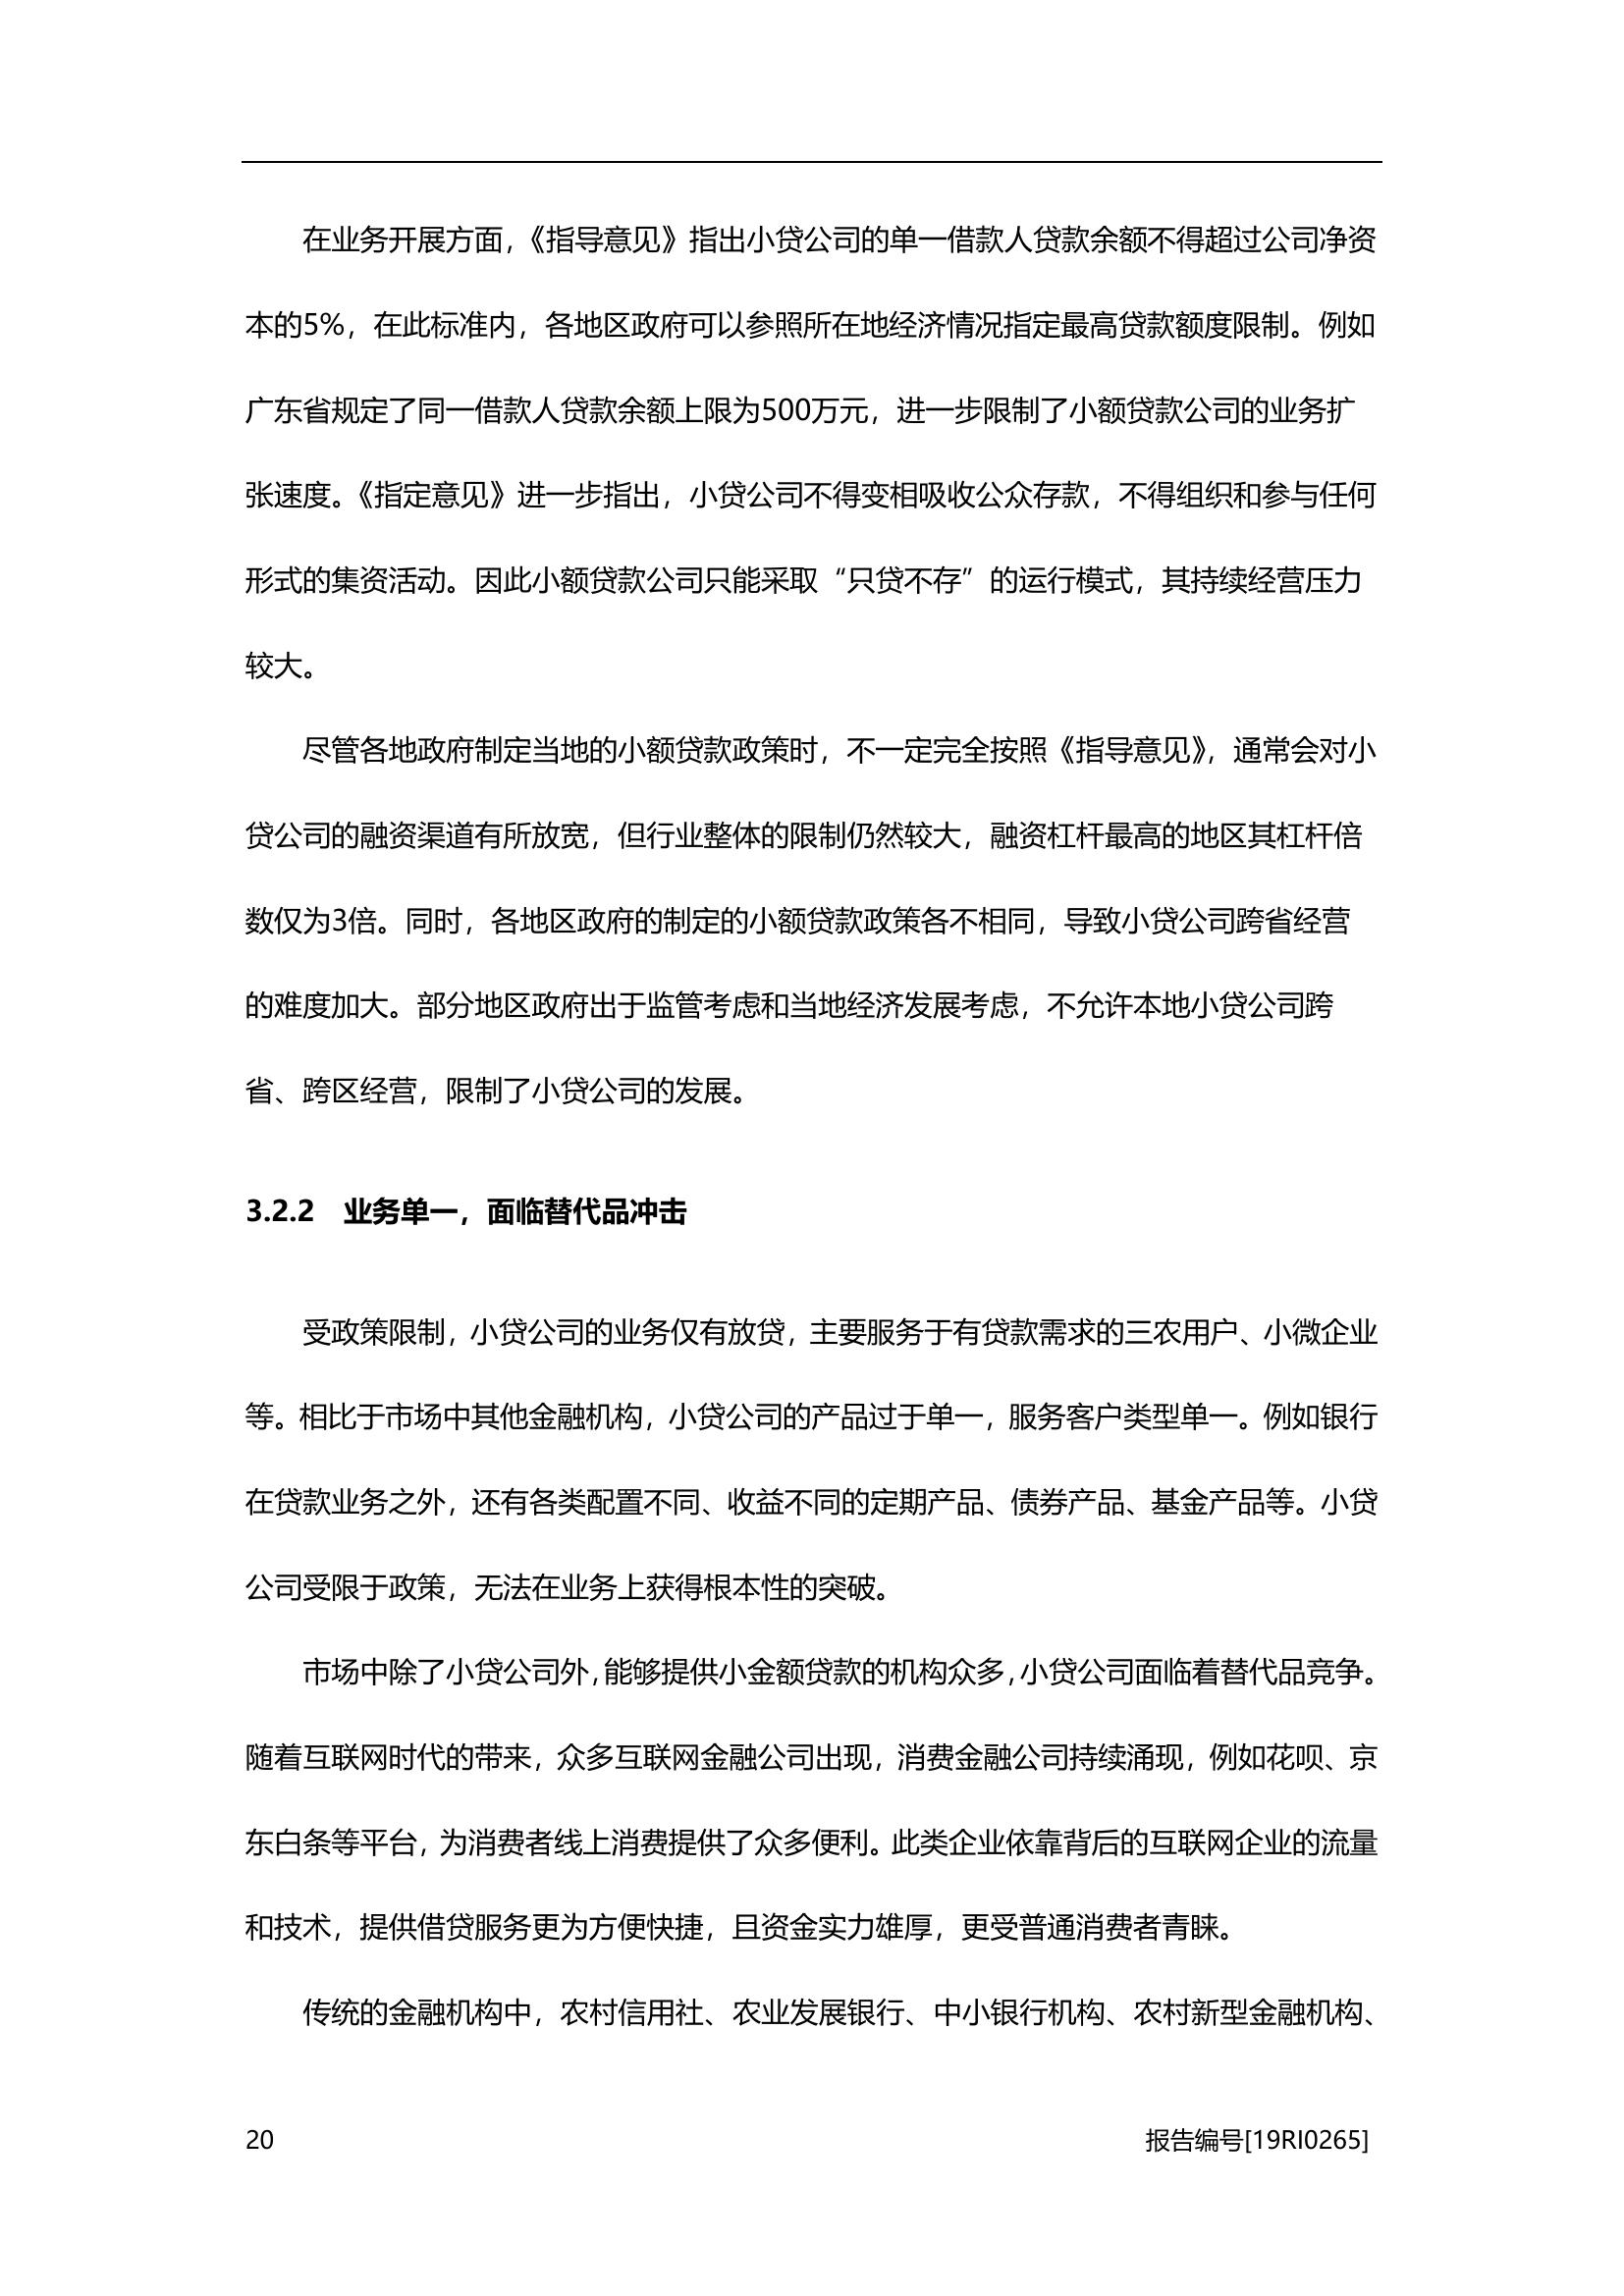 在业务开展方面，《指导意见》指出小贷公司的单一借款人贷款余额不得超过公司净资
本的5%，在此标准内，各地区政府可以参照所在地经济情况指定最高贷款额度限制。例如
广东省规定了同一借款人贷款余额上限为500万元，进一步限制了小额贷款公司的业务扩
张速度。《指定意见》进一步指出，小贷公司不得变相吸收公众存款，不得组织和参与任何
形式的集资活动。因此小额贷款公司只能采取“只贷不存”的运行模式，其持续经营压力
较大。
尽管各地政府制定当地的小额贷款政策时，不一定完全按照《指导意见》，通常会对小
贷公司的融资渠道有所放宽，但行业整体的限制仍然较大，融资杠杆最高的地区其杠杆倍
数仅为3倍。同时，各地区政府的制定的小额贷款政策各不相同，导致小贷公司跨省经营
的难度加大。部分地区政府出于监管考虑和当地经济发展考虑，不允许本地小贷公司跨
省、跨区经营，限制了小贷公司的发展。
3.2.2 业务单一，面临替代品冲击
受政策限制，小贷公司的业务仅有放贷，主要服务于有贷款需求的三农用户、小微企业
等。相比于市场中其他金融机构，小贷公司的产品过于单一，服务客户类型单一。例如银行
在贷款业务之外，还有各类配置不同、收益不同的定期产品、债券产品、基金产品等。小贷
公司受限于政策，无法在业务上获得根本性的突破。
市场中除了小贷公司外，能够提供小金额贷款的机构众多，小贷公司面临着替代品竞争。
随着互联网时代的带来，众多互联网金融公司出现，消费金融公司持续涌现，例如花呗、京
东白条等平台，为消费者线上消费提供了众多便利。此类企业依靠背后的互联网企业的流量
和技术，提供借贷服务更为方便快捷，且资金实力雄厚，更受普通消费者青睐。
传统的金融机构中，农村信用社、农业发展银行、中小银行机构、农村新型金融机构、
20 报告编号[19RI0265]